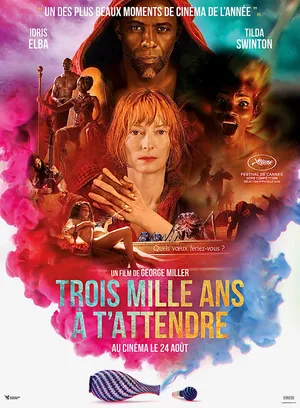 "UN DES PLUS BEAUX MOMENTS DE CINÉMA DE L'ANNÉE"
IDRIS
ELBA
TILDA
SWINTON
FESTIVAL DE CANNES
Quels vœux feriez-vous ?
UN FILM DE GEORGE MILLER
TROIS MILLE ANS
À T'ATTENDRE
AU CINÉMA LE 24 AOÛT